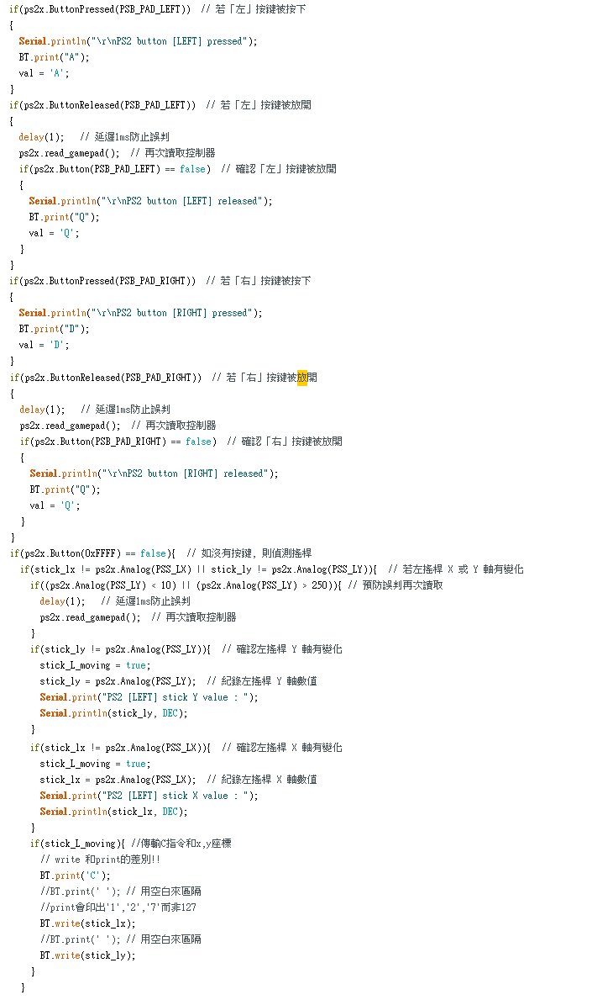 if(ps2x.ButtonPressed(PSB_PAD_LEFT))  // 若「左」按鍵被按下
{
  Serial.println("\r\nPS2 button [LEFT] pressed");
  BT.print("A");
  val = 'A';
}
if(ps2x.ButtonReleased(PSB_PAD_LEFT))  // 若「左」按鍵被放開
{
  delay(1);   // 延遲1ms防止誤判
  ps2x.read_gamepad();  // 再次讀取控制器
  if(ps2x.Button(PSB_PAD_LEFT) == false)  // 確認「左」按鍵被放開
  {
    Serial.println("\r\nPS2 button [LEFT] released");
    BT.print("Q");
    val = 'Q';
  }
}
if(ps2x.ButtonPressed(PSB_PAD_RIGHT))  // 若「右」按鍵被按下
{
  Serial.println("\r\nPS2 button [RIGHT] pressed");
  BT.print("D");
  val = 'D';
}
if(ps2x.ButtonReleased(PSB_PAD_RIGHT))  // 若「右」按鍵被放開
{
  delay(1);   // 延遲1ms防止誤判
  ps2x.read_gamepad();  // 再次讀取控制器
  if(ps2x.Button(PSB_PAD_RIGHT) == false)  // 確認「右」按鍵被放開
  {
    Serial.println("\r\nPS2 button [RIGHT] released");
    BT.print("Q");
    val = 'Q';
  }
}
if(ps2x.Button(0xFFFF) == false){  // 如沒有按鍵, 則偵測搖桿
  if(stick_lx != ps2x.Analog(PSS_LX) || stick_ly != ps2x.Analog(PSS_LY)){  // 若左搖桿 X 或 Y 軸有變化
    if((ps2x.Analog(PSS_LY) < 10) || (ps2x.Analog(PSS_LY) > 250)){ // 預防誤判再次讀取
      delay(1);   // 延遲1ms防止誤判
      ps2x.read_gamepad();  // 再次讀取控制器
    }
    if(stick_ly != ps2x.Analog(PSS_LY)){  // 確認左搖桿 Y 軸有變化
      stick_L_moving = true;
      stick_ly = ps2x.Analog(PSS_LY);  // 紀錄左搖桿 Y 軸數值
      Serial.print("PS2 [LEFT] stick Y value : ");
      Serial.println(stick_ly, DEC);
    }
    if(stick_lx != ps2x.Analog(PSS_LX)){  // 確認左搖桿 X 軸有變化
      stick_L_moving = true;
      stick_lx = ps2x.Analog(PSS_LX);  // 紀錄左搖桿 X 軸數值
      Serial.print("PS2 [LEFT] stick X value : ");
      Serial.println(stick_lx, DEC);
    }
    if(stick_L_moving){ //傳輸C指令和x,y座標
      // write 和print的差別!!
      BT.print('C');
      //BT.print(' '); // 用空白來區隔
      //print會印出'1','2','7'而非127
      BT.write(stick_lx);
      //BT.print(' '); // 用空白來區隔
      BT.write(stick_ly);
    }
  }